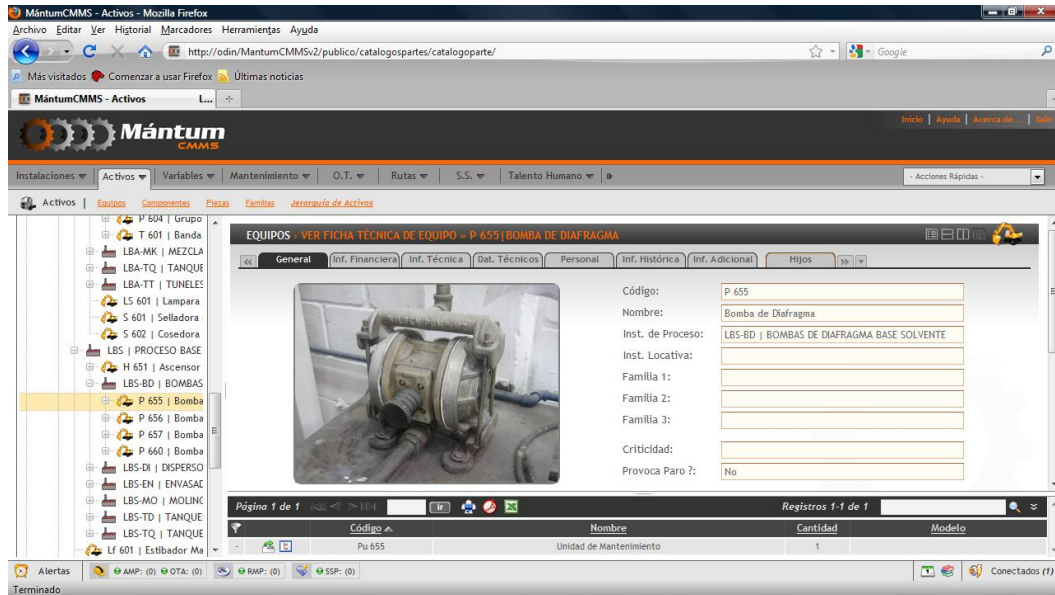 MántumCMMS - Activos - Mozilla Firefox
Archivo Editar Ver Historial Marcadores Herramientas Ayuda
http://odin/MantumCMMSv2/publico/catalogospartes/catalogoparte/
Google
Más visitados Comenzar a usar Firefox Últimas noticias
MántumCMMS - Activos L...
Inicio | Ayuda | Acerca de... | Salir
Mántum
CMMS
Instalaciones Activos Variables Mantenimiento O.T. Rutas S.S. Talento Humano - Acciones Rápidas -
Activos | Equipos Componentes Piezas Familias Jerarquía de Activos
P 604 | Grupo
T 601 | Banda
LBA-MK | MEZCLA
LBA-TQ | TANQUE
LBA-TT | TUNELES
LS 601 | Lampara
S 601 | Selladora
S 602 | Cosedora
LBS | PROCESO BASE
H 651 | Ascensor
LBS-BD | BOMBAS
P 655 | Bomba
P 656 | Bomba
P 657 | Bomba
P 660 | Bomba
LBS-DI | DISPERSO
LBS-EN | ENVASAD
LBS-MO | MOLINO
LBS-TD | TANQUE
LBS-TQ | TANQUE
Lf 601 | Estibador Ma
EQUIPOS » VER FICHA TÉCNICA DE EQUIPO » P 655 | BOMBA DE DIAFRAGMA
General Inf. Financiera Inf. Técnica Dat. Técnicos Personal Inf. Histórica Inf. Adicional Hijos
Código: P 655
Nombre: Bomba de Diafragma
Inst. de Proceso: LBS-BD | BOMBAS DE DIAFRAGMA BASE SOLVENTE
Inst. Locativa:
Familia 1:
Familia 2:
Familia 3:
Criticidad:
Provoca Paro ?: No
Página 1 de 1 ir Registros 1-1 de 1
Código Nombre Cantidad Modelo
- Pu 655 Unidad de Mantenimiento 1
Alertas AMP: (0) OTA: (0) RMP: (0) SSP: (0) Conectados (1)
Terminado